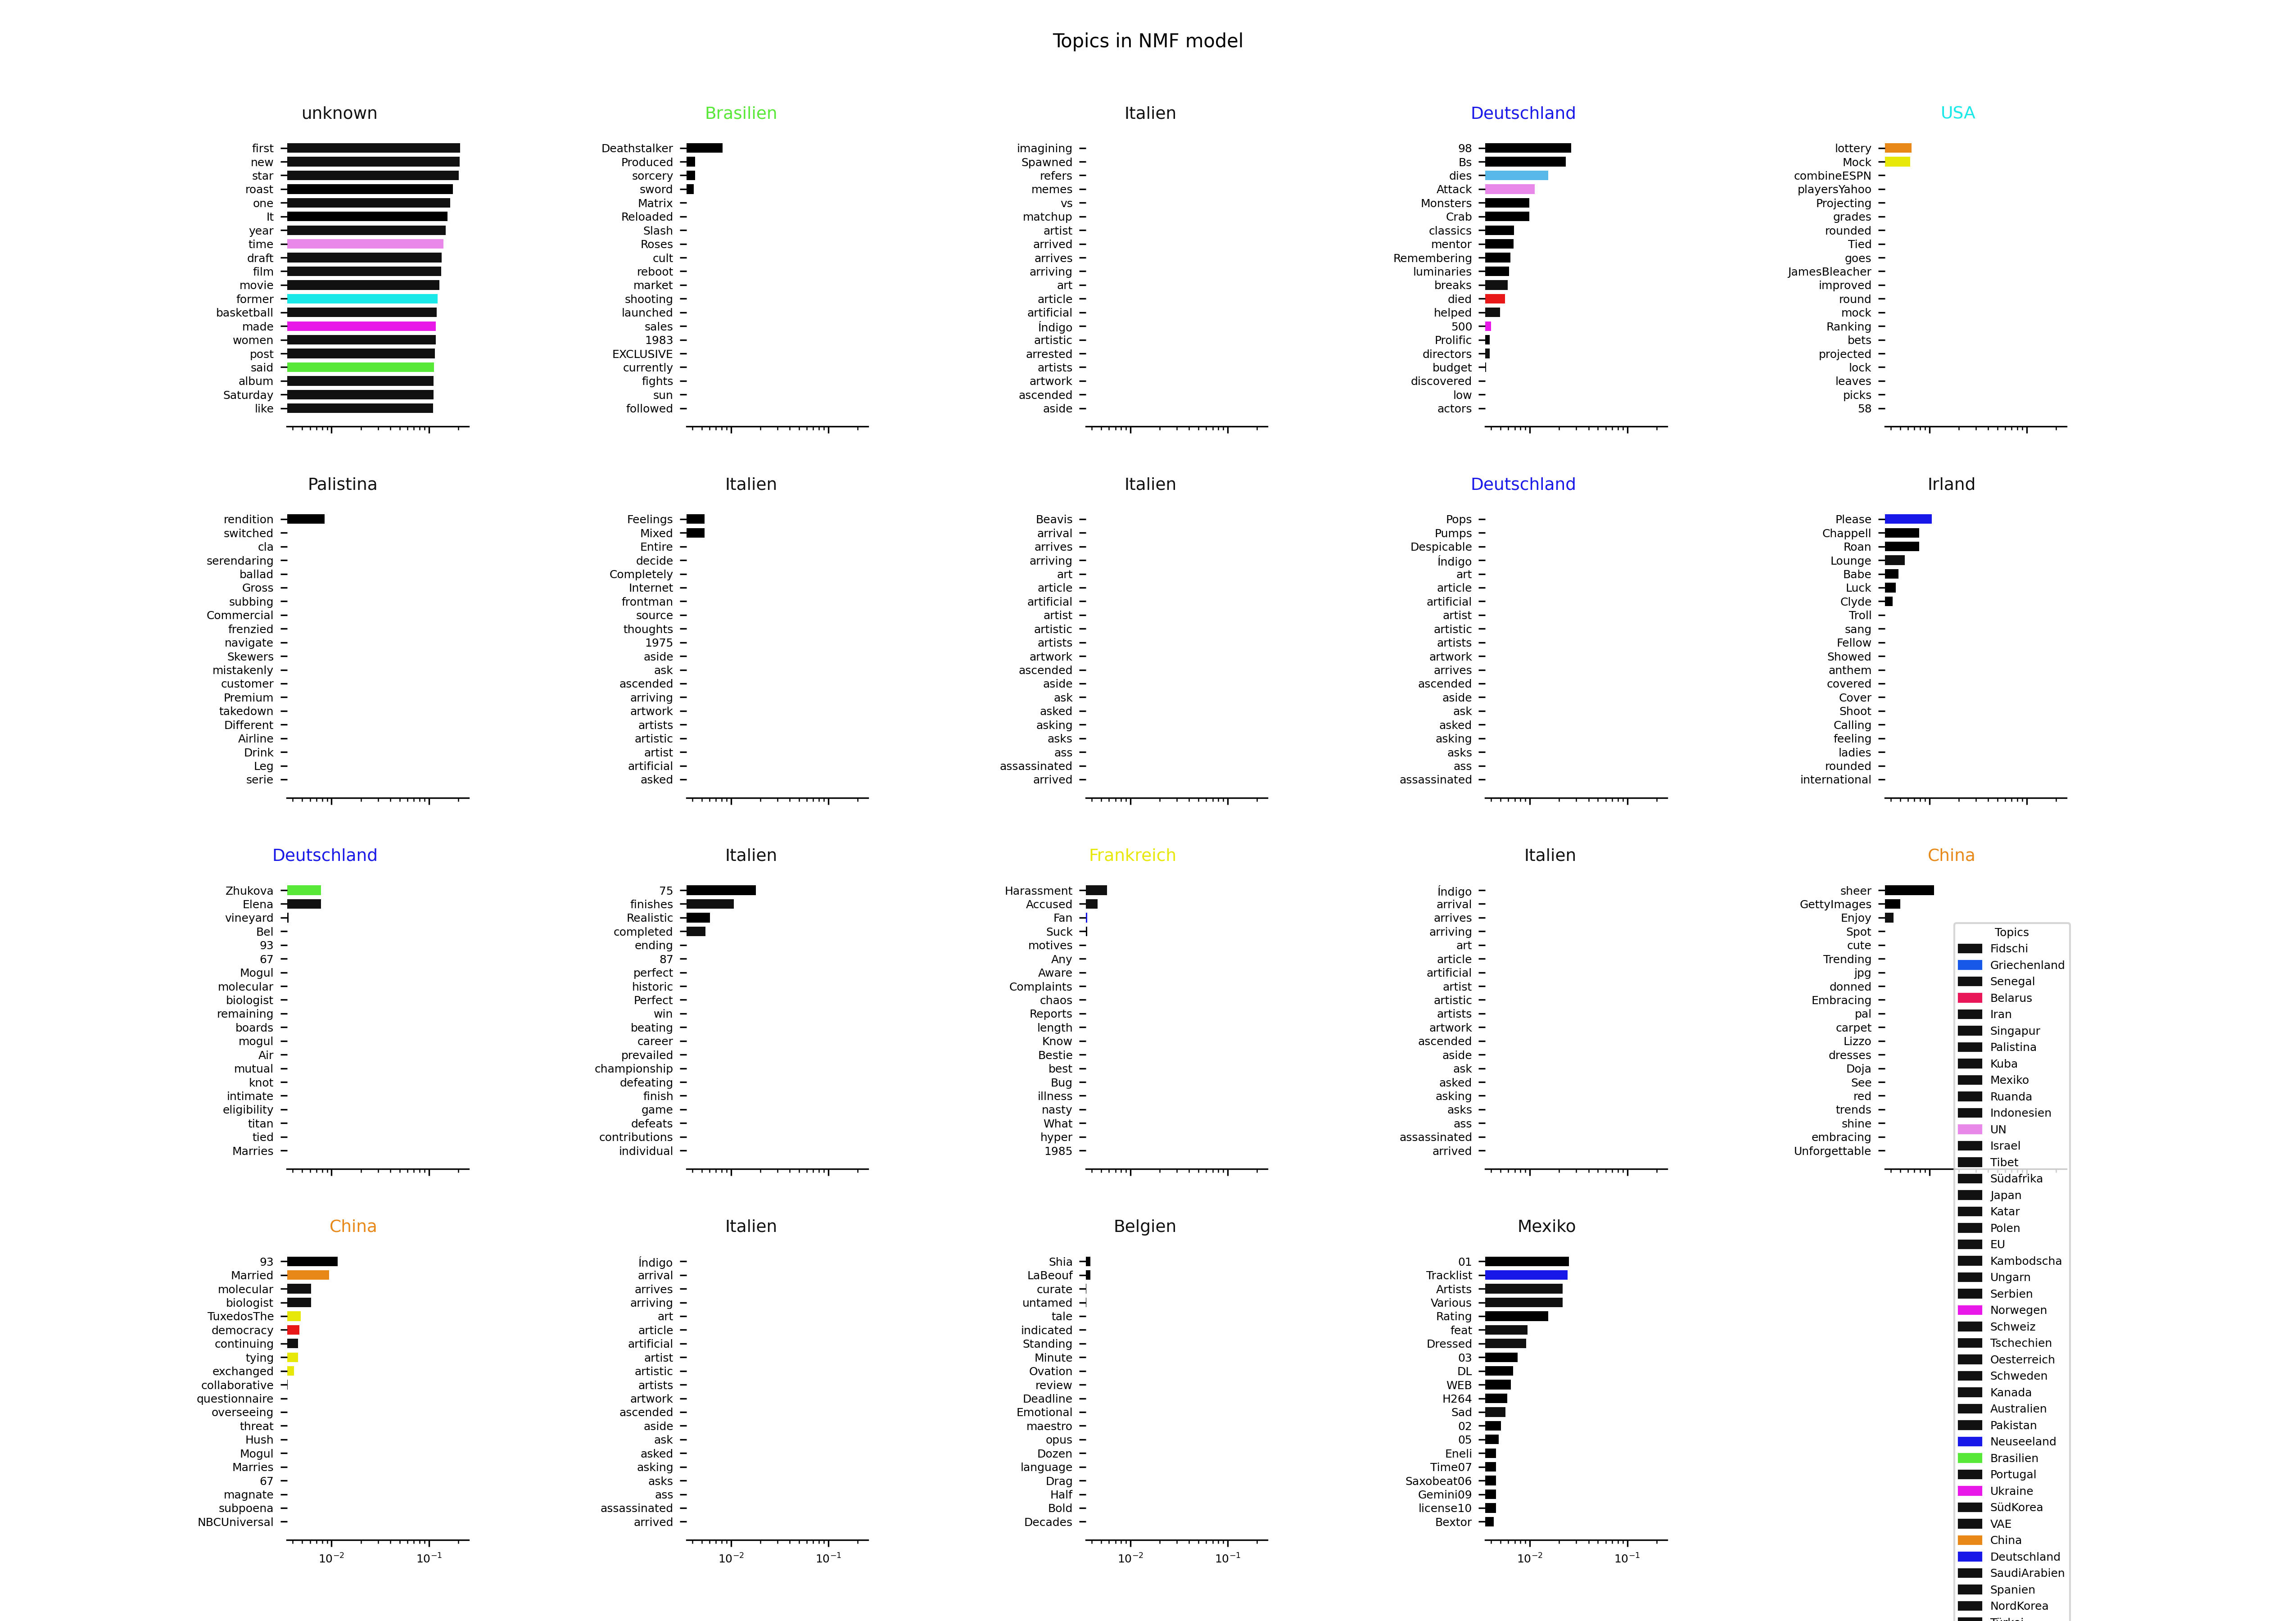 Topics in NMF model
unknown
first
new
star
roast
one
It
year
time
draft
film
movie
former
basketball
made
women
post
said
album
Saturday
like
Brasilien
Deathstalker
Produced
sorcery
sword
Matrix
Reloaded
Slash
Roses
cult
reboot
market
shooting
launched
sales
1983
EXCLUSIVE
currently
fights
sun
followed
Italien
imagining
Spawned
refers
memes
vs
matchup
artist
arrived
arrives
arriving
art
article
artificial
Índigo
artistic
arrested
artists
artwork
ascended
aside
Deutschland
98
Bs
dies
Attack
Monsters
Crab
classics
mentor
Remembering
luminaries
breaks
died
helped
500
Prolific
directors
budget
discovered
low
actors
USA
lottery
Mock
combineESPN
playersYahoo
Projecting
grades
rounded
Tied
goes
JamesBleacher
improved
round
mock
Ranking
bets
projected
lock
leaves
picks
58
Palistina
rendition
switched
cla
serendaring
ballad
Gross
subbing
Commercial
frenzied
navigate
Skewers
mistakenly
customer
Premium
takedown
Different
Airline
Drink
Leg
serie
Italien
Feelings
Mixed
Entire
decide
Completely
Internet
frontman
source
thoughts
1975
aside
ask
ascended
arriving
artwork
artists
artistic
artist
artificial
asked
Italien
Beavis
arrival
arrives
arriving
art
article
artificial
artist
artistic
artists
artwork
ascended
aside
ask
asked
asking
asks
ass
assassinated
arrived
Deutschland
Pops
Pumps
Despicable
Índigo
art
article
artificial
artist
artistic
artists
artwork
arrives
ascended
aside
ask
asked
asking
asks
ass
assassinated
Irland
Please
Chappell
Roan
Lounge
Babe
Luck
Clyde
Troll
sang
Fellow
Showed
anthem
covered
Cover
Shoot
Calling
feeling
ladies
rounded
international
Deutschland
Zhukova
Elena
vineyard
Bel
93
67
Mogul
molecular
biologist
remaining
boards
mogul
Air
mutual
knot
intimate
eligibility
titan
tied
Marries
Italien
75
finishes
Realistic
completed
ending
87
perfect
historic
Perfect
win
beating
career
prevailed
championship
defeating
finish
game
defeats
contributions
individual
Frankreich
Harassment
Accused
Fan
Suck
motives
Any
Aware
Complaints
chaos
Reports
length
Know
Bestie
best
Bug
illness
nasty
What
hyper
1985
Italien
Índigo
arrival
arrives
arriving
art
article
artificial
artist
artistic
artists
artwork
ascended
aside
ask
asked
asking
asks
ass
assassinated
arrived
China
sheer
GettyImages
Enjoy
Spot
cute
Trending
jpg
donned
Embracing
pal
carpet
Lizzo
dresses
Doja
See
red
trends
shine
embracing
Unforgettable
China
93
Married
molecular
biologist
TuxedosThe
democracy
continuing
tying
exchanged
collaborative
questionnaire
overseeing
threat
Hush
Mogul
Marries
67
magnate
subpoena
NBCUniversal
10⁻² 10⁻¹
Italien
Índigo
arrival
arrives
arriving
art
article
artificial
artist
artistic
artists
artwork
ascended
aside
ask
asked
asking
asks
ass
assassinated
arrived
10⁻² 10⁻¹
Belgien
Shia
LaBeouf
curate
untamed
tale
indicated
Standing
Minute
Ovation
review
Deadline
Emotional
maestro
opus
Dozen
language
Drag
Half
Bold
Decades
10⁻² 10⁻¹
Mexiko
01
Tracklist
Artists
Various
Rating
feat
Dressed
03
DL
WEB
H264
Sad
02
05
Eneli
Time07
Saxobeat06
Gemini09
license10
Bextor
10⁻² 10⁻¹
Topics
Fidschi
Griechenland
Senegal
Belarus
Iran
Singapur
Palistina
Kuba
Mexiko
Ruanda
Indonesien
UN
Israel
Tibet
Südafrika
Japan
Katar
Polen
EU
Kambodscha
Ungarn
Serbien
Norwegen
Schweiz
Tschechien
Oesterreich
Schweden
Kanada
Australien
Pakistan
Neuseeland
Brasilien
Portugal
Ukraine
SüdKorea
VAE
China
Deutschland
SaudiArabien
Spanien
NordKorea